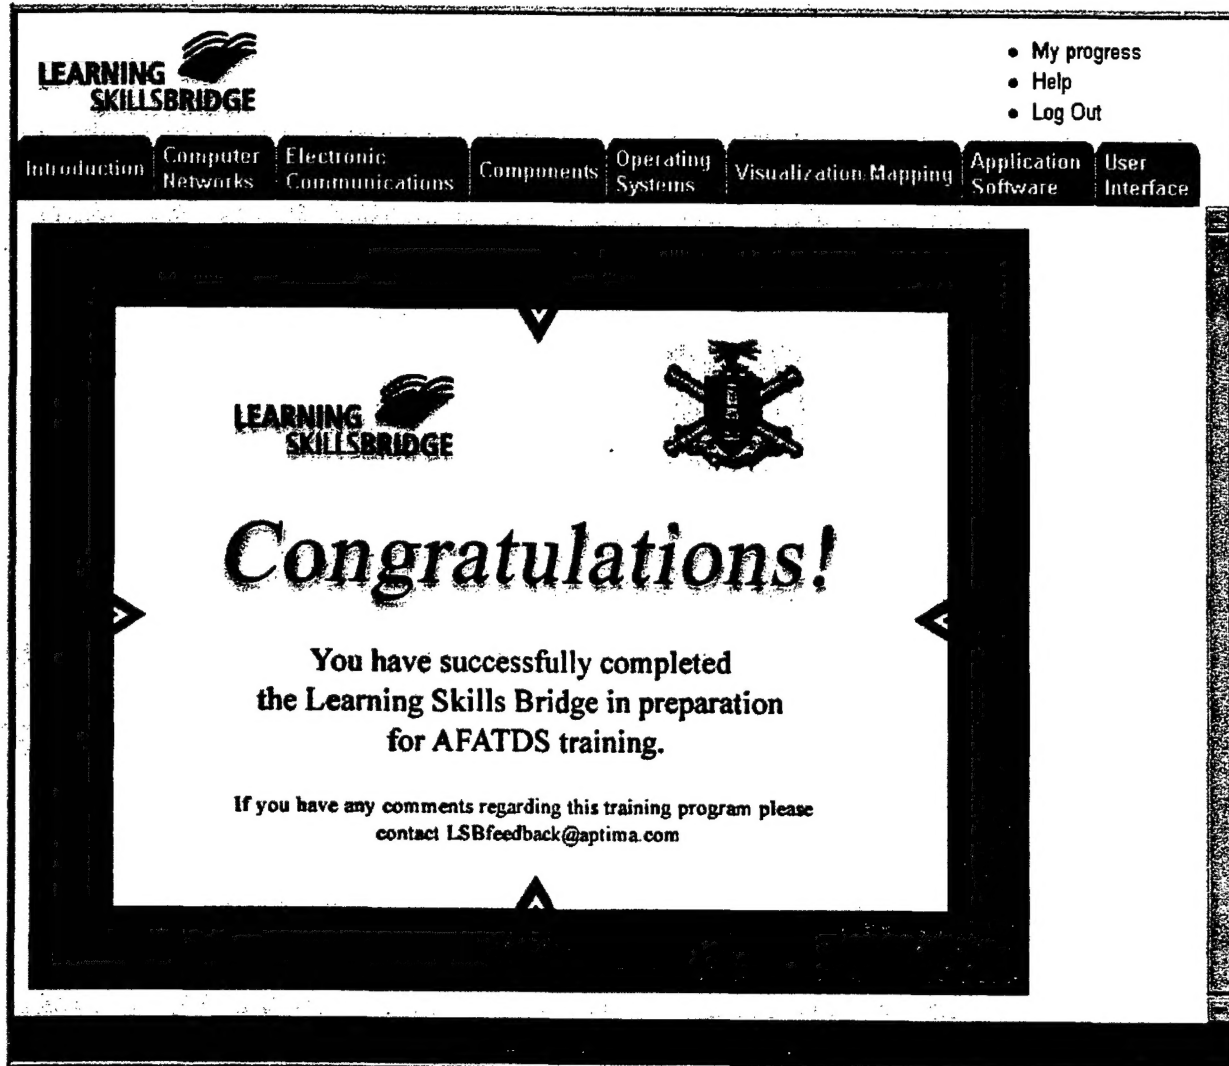 LEARNING
SKILLSBRIDGE
My progress
Help
Log Out
Introduction
Computer
Networks
Electronic
Communications
Components
Operating
Systems
Visualization/Mapping
Application
Software
User
Interface
LEARNING
SKILLSBRIDGE
Congratulations!
You have successfully completed
the Learning Skills Bridge in preparation
for AFATDS training.
If you have any comments regarding this training program please
contact LSBfeedback@aptima.com